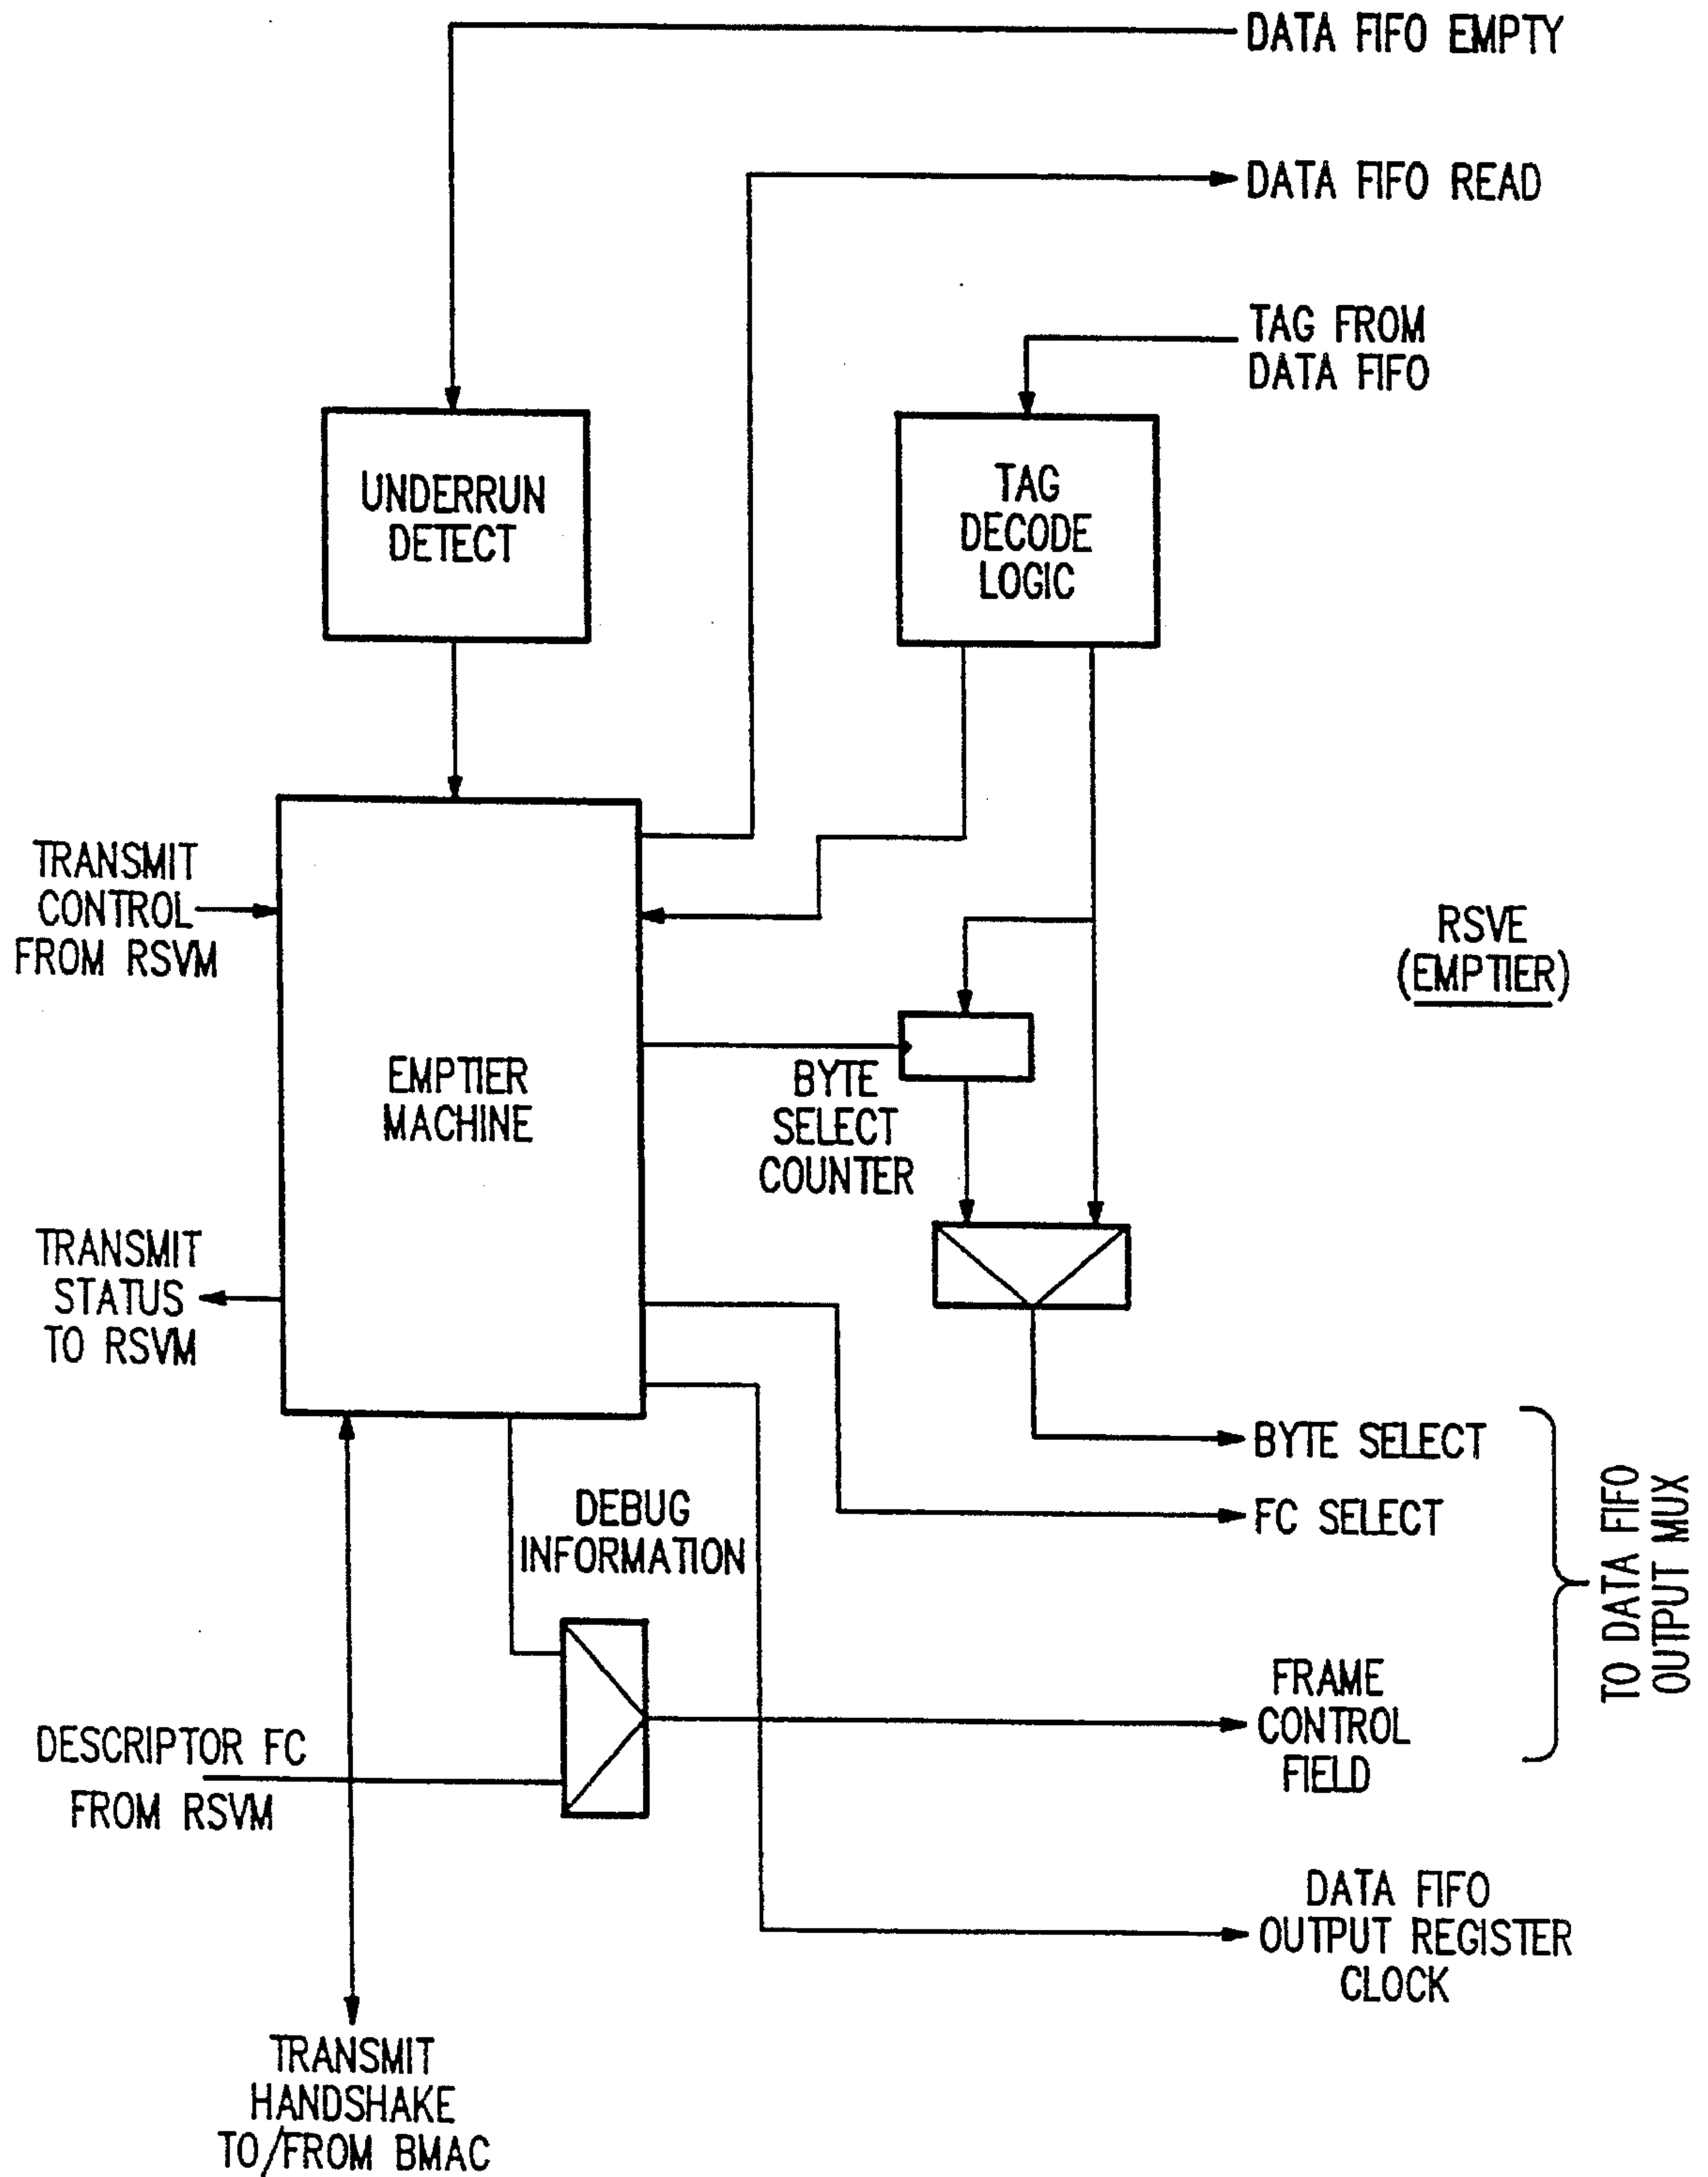 DATA FIFO EMPTY
DATA FIFO READ
TAG FROM
DATA FIFO
UNDERRUN
DETECT
TAG
DECODE
LOGIC
TRANSMIT
CONTROL
FROM RSVM
RSVE
(EMPTIER)
EMPTIER
MACHINE
BYTE
SELECT
COUNTER
TRANSMIT
STATUS
TO RSVM
BYTE SELECT
FC SELECT
TO DATA FIFO
OUTPUT MUX
DEBUG
INFORMATION
FRAME
CONTROL
FIELD
DESCRIPTOR FC
FROM RSVM
DATA FIFO
OUTPUT REGISTER
CLOCK
TRANSMIT
HANDSHAKE
TO/FROM BMAC